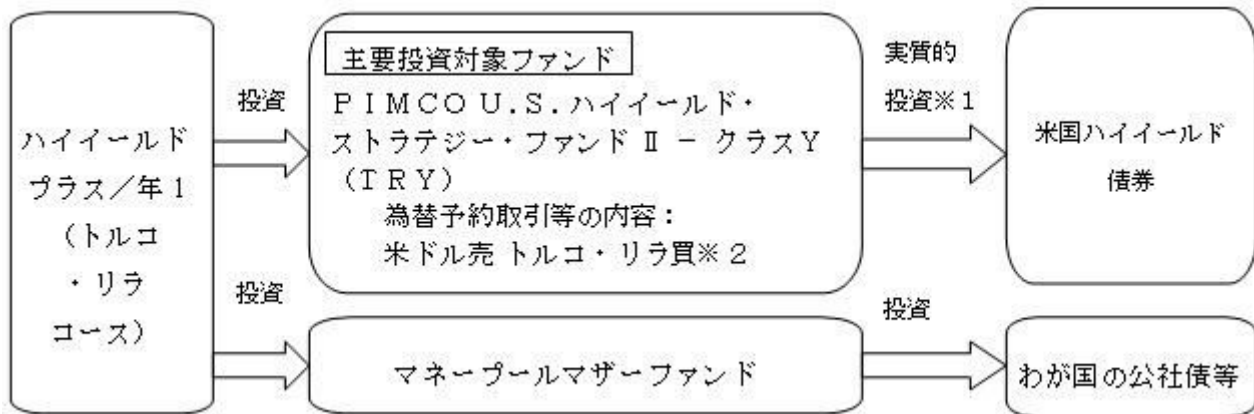 ハイイールド
プラス／年１
（トルコ
・リラ
コース）
投資
投資
主要投資対象ファンド
ＰＩＭＣＯ Ｕ.Ｓ.ハイイールド・
ストラテジー・ファンド Ⅱ － クラスＹ
（ＴＲＹ）
為替予約取引等の内容：
米ドル売 トルコ・リラ買※２
マネープールマザーファンド
実質的
投資※１
投資
米国ハイイールド
債券
わが国の公社債等